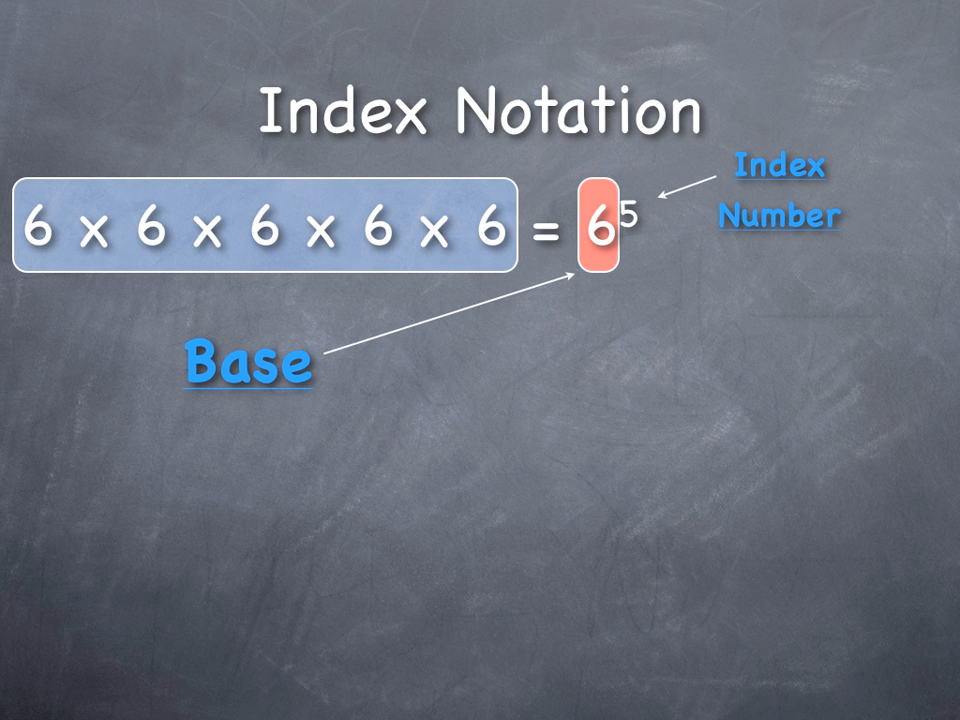 Index Notation
6 x 6 x 6 x 6 x 6 = 6⁵
Index
Number
Base